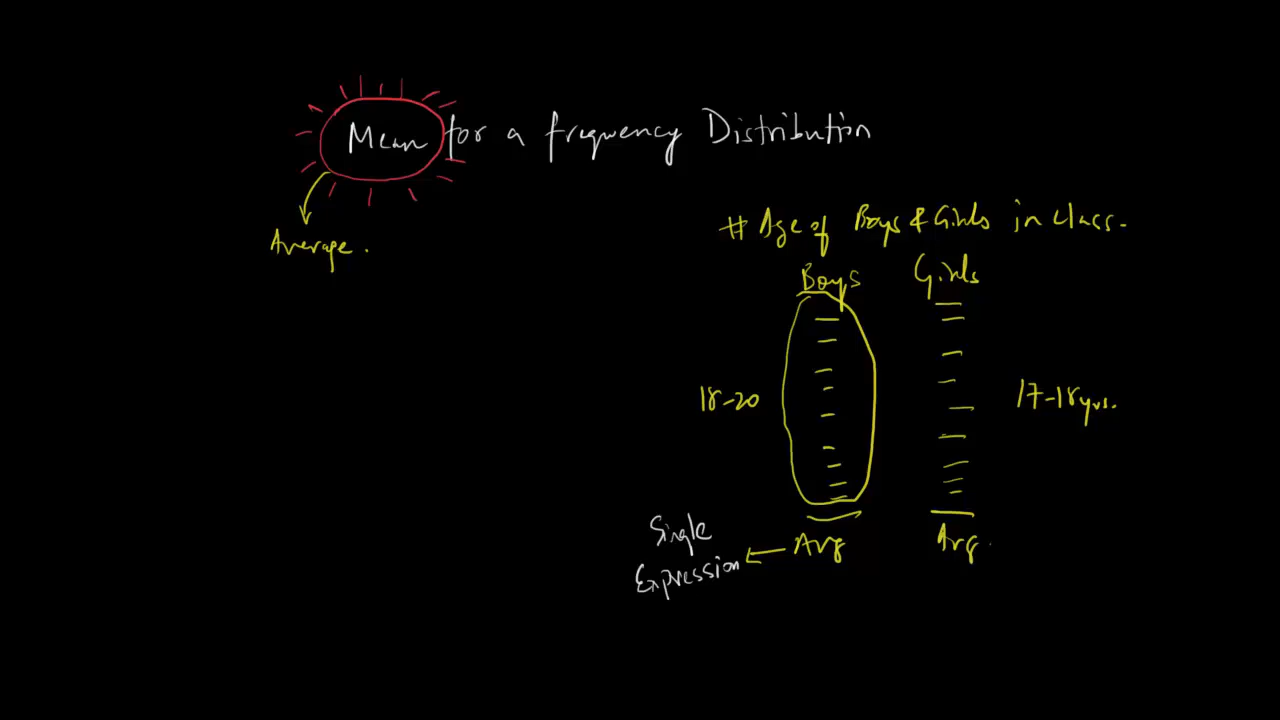 Mean for a frequency Distribution
Average.
# Age of Boys & Girls in class.
Boys Girls
18-20 17-18yrs.
Avg Avg.
Single
Expression